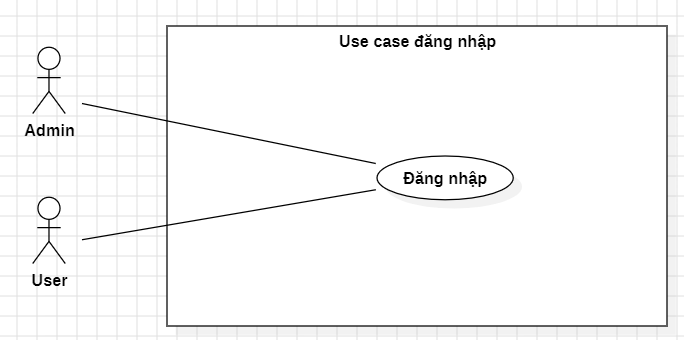 Use case đăng nhập
Admin
Đăng nhập
User